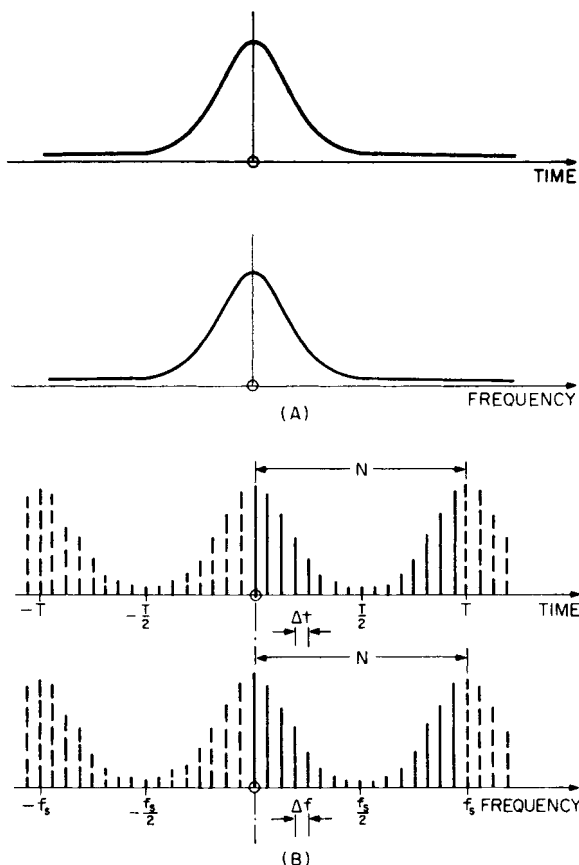 TIME
FREQUENCY
(A)
N
-T -T/2 T/2 T TIME
Δt
N
-fs -fs/2 fs/2 fs FREQUENCY
Δf
(B)